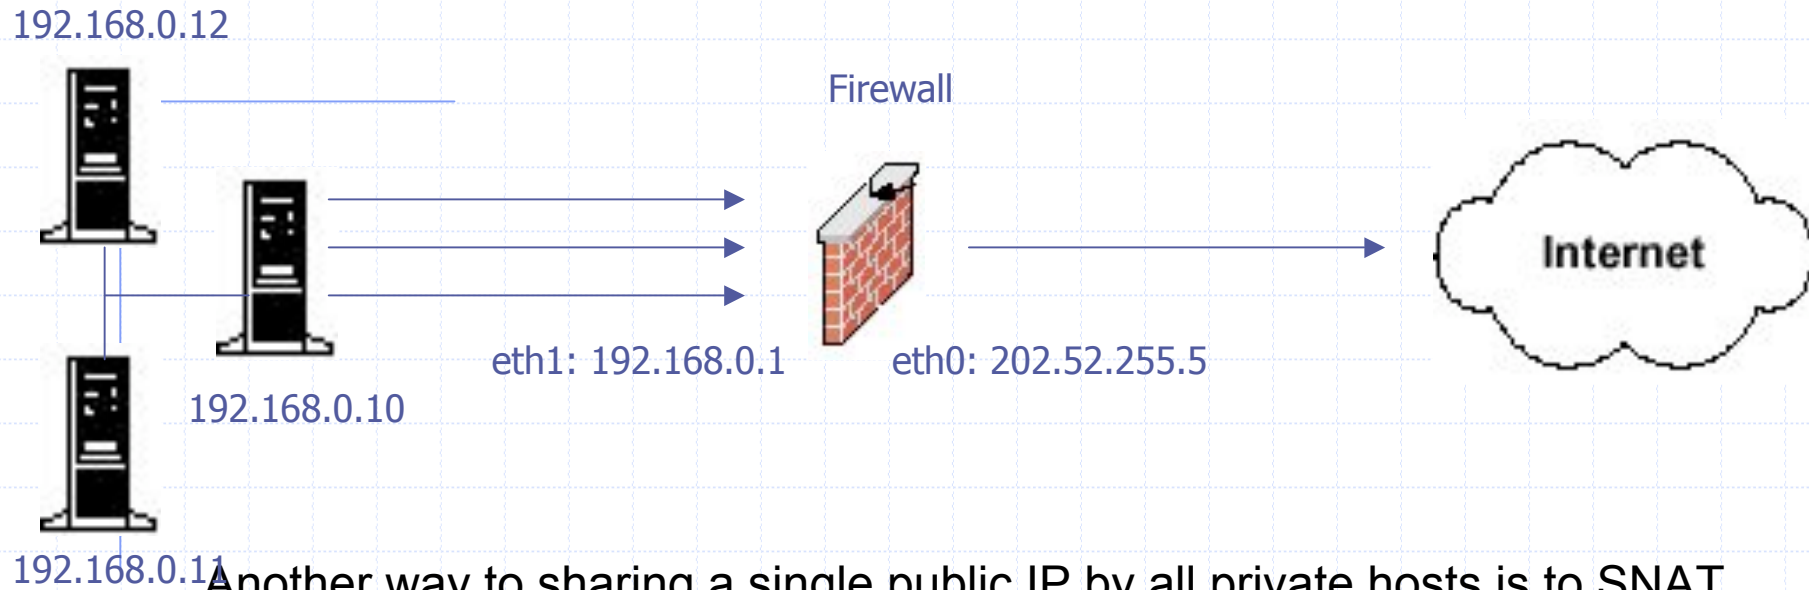 192.168.0.12
Firewall
Internet
eth1: 192.168.0.1
eth0: 202.52.255.5
192.168.0.10
192.168.0.11
Another way to sharing a single public IP by all private hosts is to SNAT